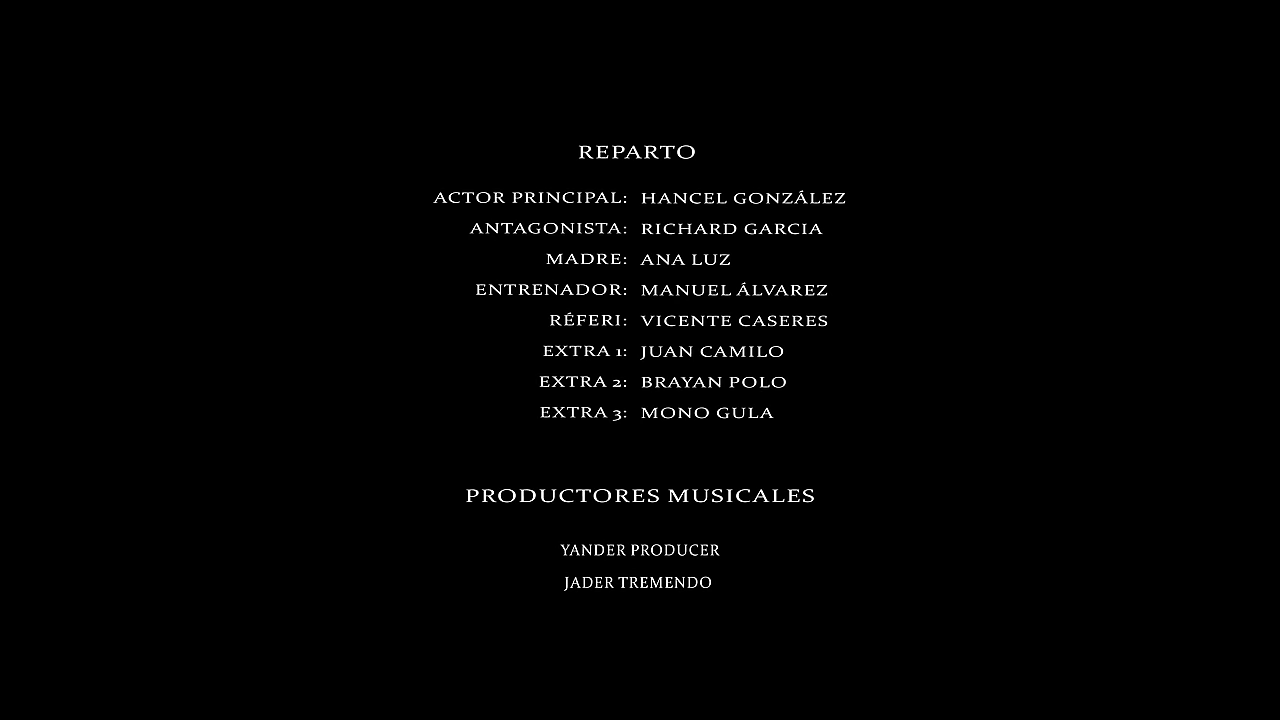 REPARTO
ACTOR PRINCIPAL: HANCEL GONZÁLEZ
ANTAGONISTA: RICHARD GARCIA
MADRE: ANA LUZ
ENTRENADOR: MANUEL ÁLVAREZ
RÉFERI: VICENTE CASERES
EXTRA 1: JUAN CAMILO
EXTRA 2: BRAYAN POLO
EXTRA 3: MONO GULA
PRODUCTORES MUSICALES
YANDER PRODUCER
JADER TREMENDO